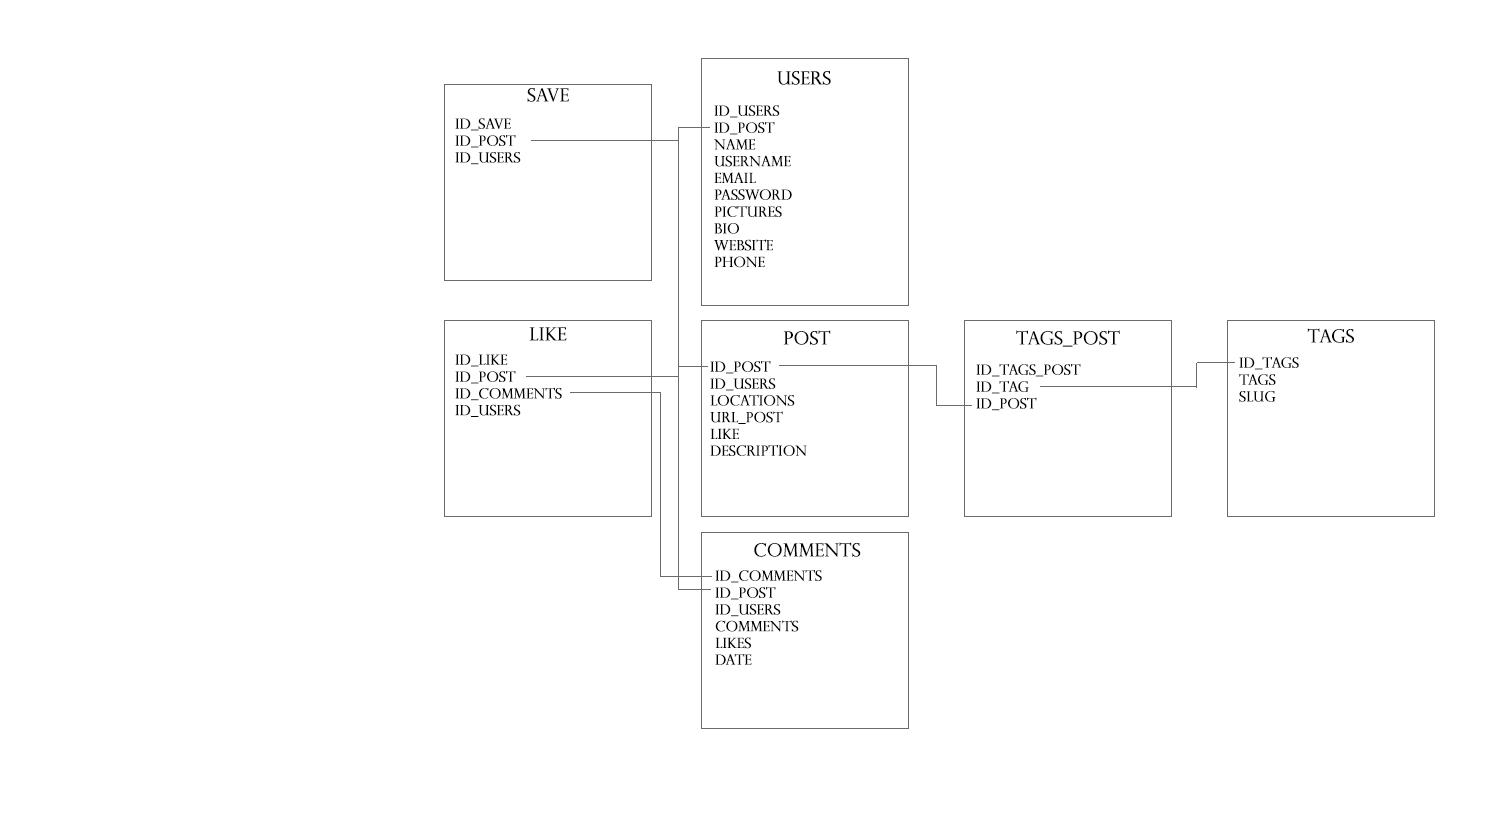 SAVE
ID_SAVE
ID_POST
ID_USERS
USERS
ID_USERS
ID_POST
NAME
USERNAME
EMAIL
PASSWORD
PICTURES
BIO
WEBSITE
PHONE
LIKE
ID_LIKE
ID_POST
ID_COMMENTS
ID_USERS
POST
ID_POST
ID_USERS
LOCATIONS
URL_POST
LIKE
DESCRIPTION
TAGS_POST
ID_TAGS_POST
ID_TAG
ID_POST
TAGS
ID_TAGS
TAGS
SLUG
COMMENTS
ID_COMMENTS
ID_POST
ID_USERS
COMMENTS
LIKES
DATE